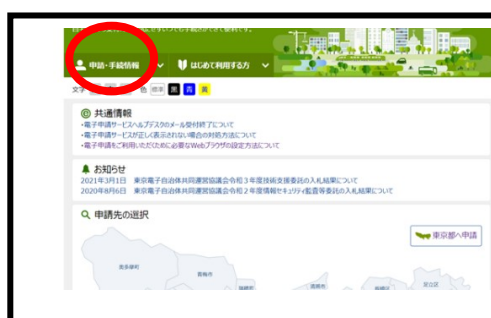 申請・手続情報 はじめて利用する方
文字 色 標準 黒 青 黄
共通情報
・電子申請サービスヘルプデスクのメール受付終了について
・電子申請サービスが正しく表示されない場合の対処方法について
・電子申請をご利用いただくために必要なWebブラウザの設定方法について
お知らせ
2021年3月1日 東京電子自治体共同運営協議会令和3年度技術支援委託の入札結果について
2020年8月6日 東京電子自治体共同運営協議会令和2年度情報セキュリティ監査等委託の入札結果について
申請先の選択
東京都へ申請
奥多摩町
青梅市
足立区